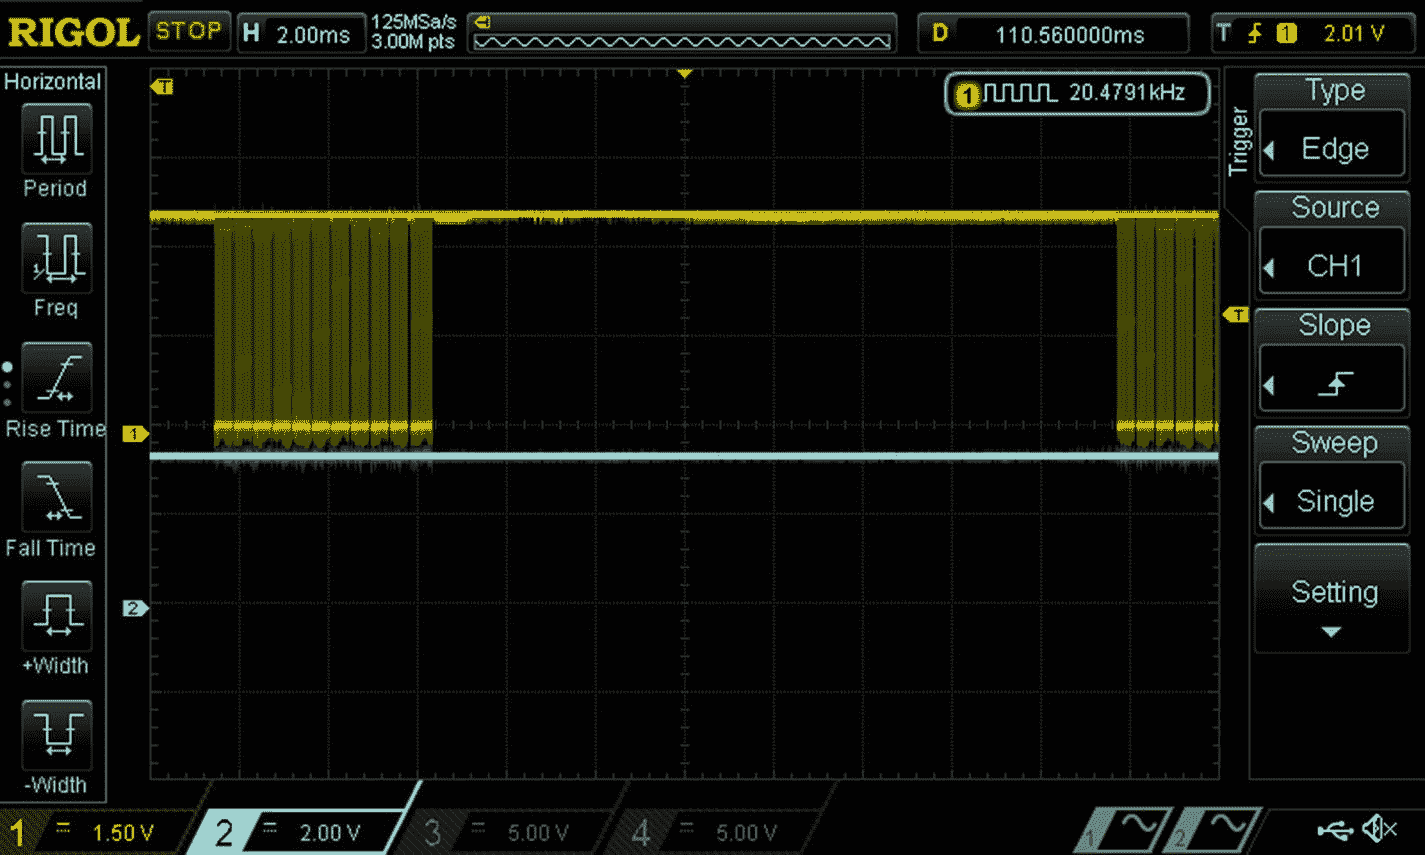 RIGOL STOP H 2.00ms 125MSa/s D 110.560000ms T 1 2.01 V
3.00M pts
Horizontal
T
1 20.4791kHz
Period
Freq
Rise Time
Fall Time
+Width
-Width
1
2
T
Trigger
Type
Edge
Source
CH1
Slope
Sweep
Single
Setting
1 1.50 V 2 2.00 V 3 5.00 V 4 5.00 V 1 2